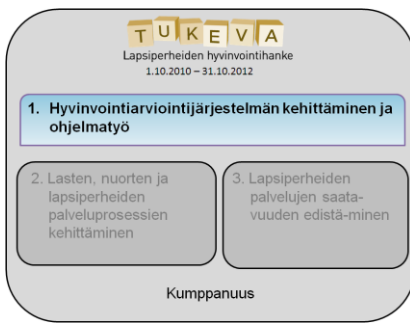 TUKEVA
Lapsiperheiden hyvinvointihanke
1.10.2010 – 31.10.2012
1. Hyvinvointiarviointijärjestelmän kehittäminen ja
ohjelmatyö
2. Lasten, nuorten ja
lapsiperheiden
palveluprosessien
kehittäminen
3. Lapsiperheiden
palvelujen saata-
vuuden edistä-minen
Kumppanuus